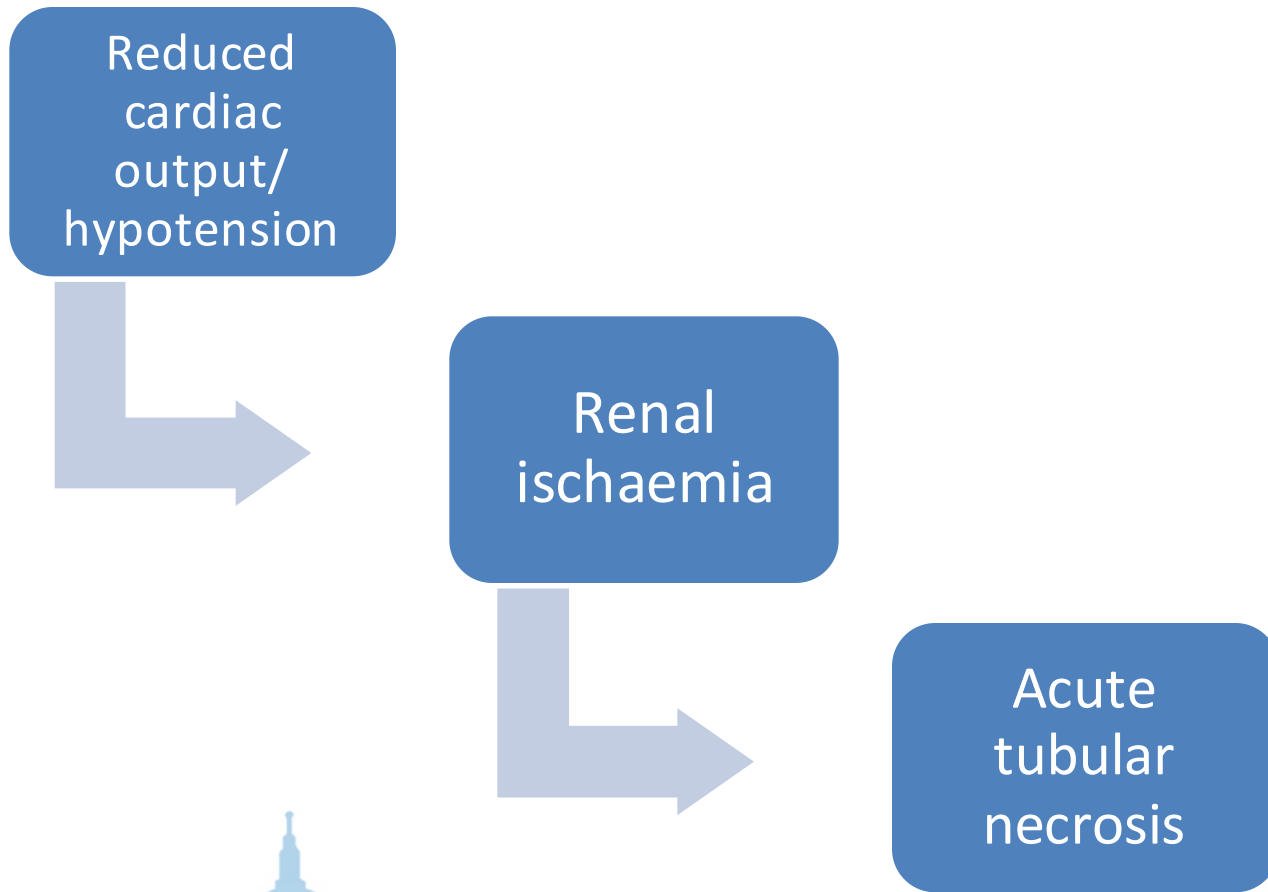 Reduced
cardiac
output/
hypotension
Renal
ischaemia
Acute
tubular
necrosis